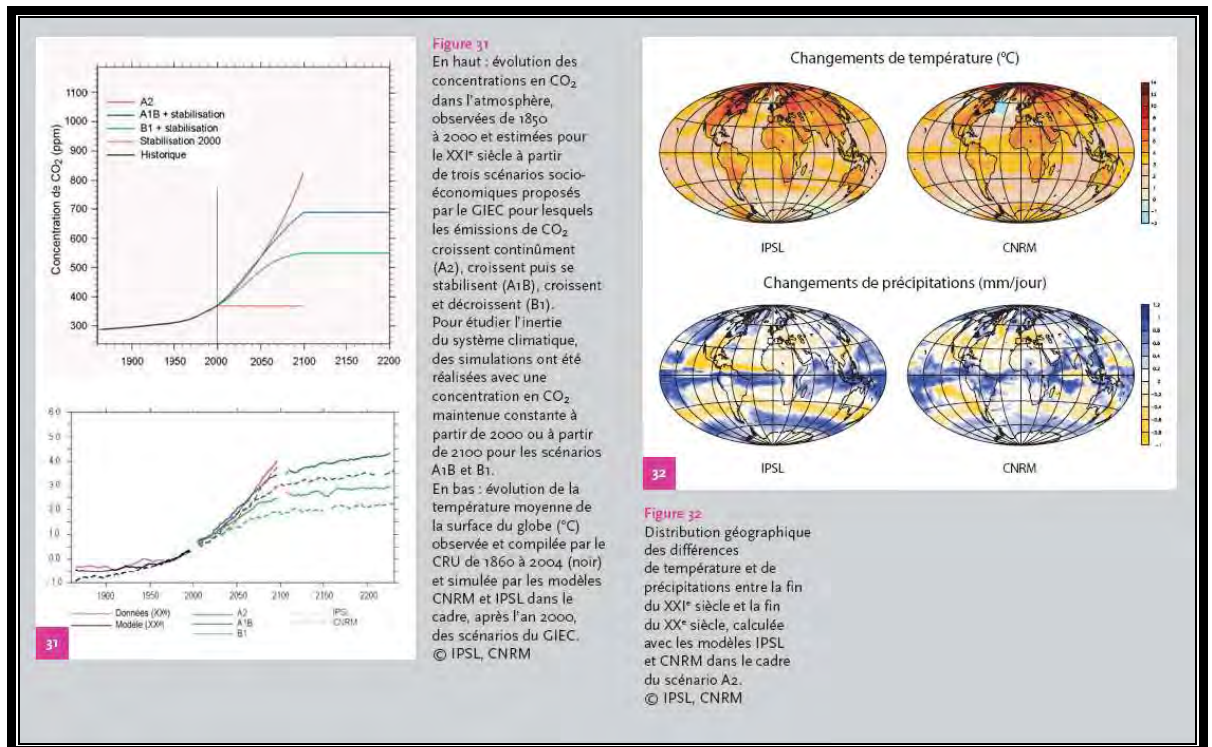 1100
1000
900
800
700
600
500
400
300
Concentration de CO₂ (ppm)
A2
A1B + stabilisation
B1 + stabilisation
Stabilisation 2000
Historique
1900 1950 2000 2050 2100 2150 2200
6.0
5.0
4.0
3.0
2.0
1.0
0.0
1900 1950 2000 2050 2100 2150 2200
Données (XXe)
Modèle (XXe)
A2
A1B
B1
IPSL
CNRM
31
Figure 31
En haut : évolution des
concentrations en CO₂
dans l'atmosphère,
observées de 1850
à 2000 et estimées pour
le XXIᵉ siècle à partir
de trois scénarios socio-
économiques proposés
par le GIEC pour lesquels
les émissions de CO₂
croissent continûment
(A2), croissent puis se
stabilisent (A1B), croissent
et décroissent (B1).
Pour étudier l'inertie
du système climatique,
des simulations ont été
réalisées avec une
concentration en CO₂
maintenue constante à
partir de 2000 ou à partir
de 2100 pour les scénarios
A1B et B1.
En bas : évolution de la
température moyenne de
la surface du globe (°C)
observée et compilée par le
CRU de 1860 à 2004 (noir)
et simulée par les modèles
CNRM et IPSL dans le
cadre, après l'an 2000,
des scénarios du GIEC.
© IPSL, CNRM
Changements de température (°C)
IPSL
CNRM
Changements de précipitations (mm/jour)
IPSL
CNRM
32
Figure 32
Distribution géographique
des différences
de température et de
précipitations entre la fin
du XXIᵉ siècle et la fin
du XXᵉ siècle, calculée
avec les modèles IPSL
et CNRM dans le cadre
du scénario A2.
© IPSL, CNRM